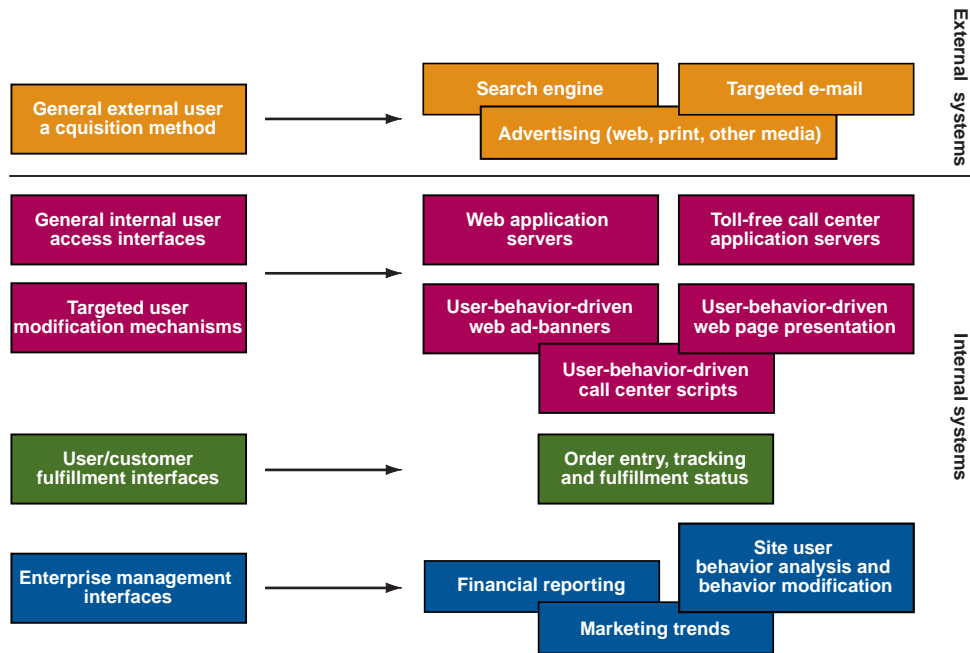 External systems
Search engine
Targeted e-mail
General external user
a cquisition method
Advertising (web, print, other media)
General internal user
access interfaces
Web application
servers
Toll-free call center
application servers
Targeted user
modification mechanisms
User-behavior-driven
web ad-banners
User-behavior-driven
web page presentation
User-behavior-driven
call center scripts
Internal systems
User/customer
fulfillment interfaces
Order entry, tracking
and fulfillment status
Enterprise management
interfaces
Financial reporting
Site user
behavior analysis and
behavior modification
Marketing trends